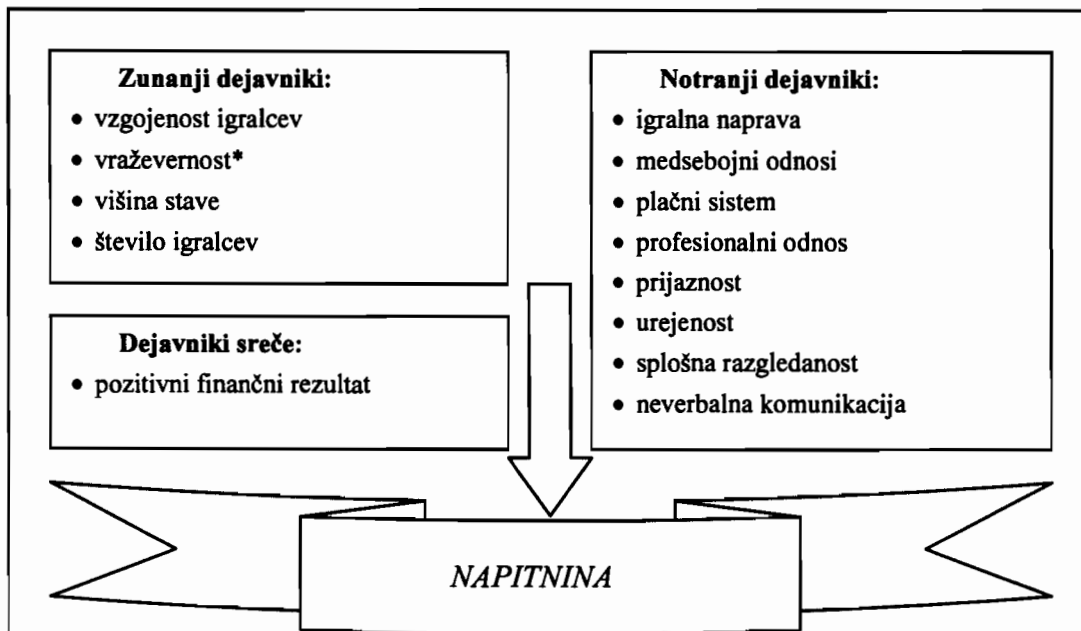 Zunanji dejavniki:
• vzgojenost igralcev
• vraževernost*
• višina stave
• število igralcev
Dejavniki sreče:
• pozitivni finančni rezultat
Notranji dejavniki:
• igralna naprava
• medsebojni odnosi
• plačni sistem
• profesionalni odnos
• prijaznost
• urejenost
• splošna razgledanost
• neverbalna komunikacija
NAPITNINA